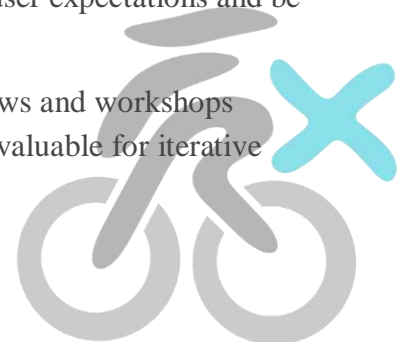 user expectations and be
ws and workshops
valuable for iterative